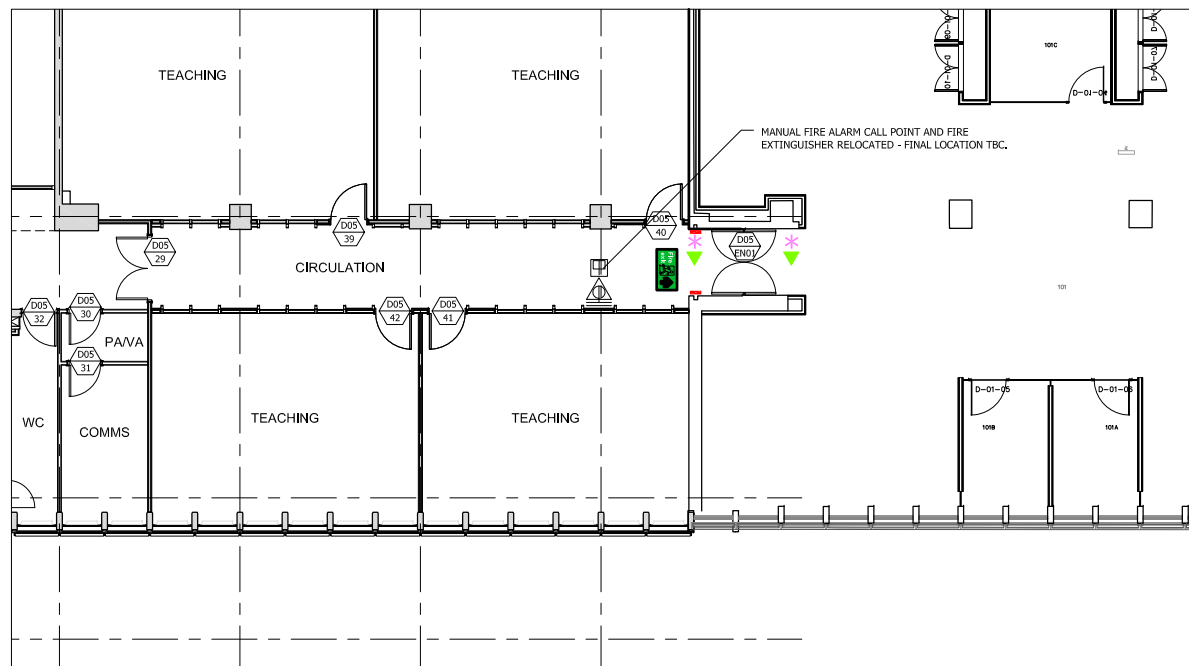 TEACHING
TEACHING
101C
D-01-04
MANUAL FIRE ALARM CALL POINT AND FIRE
EXTINGUISHER RELOCATED - FINAL LOCATION TBC.
D05
39
D05
40
D05
29
D05
EN01
CIRCULATION
Fire
exit
101
D05
32
D05
30
D05
42
D05
41
PA/VA
D05
31
D-01-05
D-01-06
WC
COMMS
TEACHING
TEACHING
101B
101A